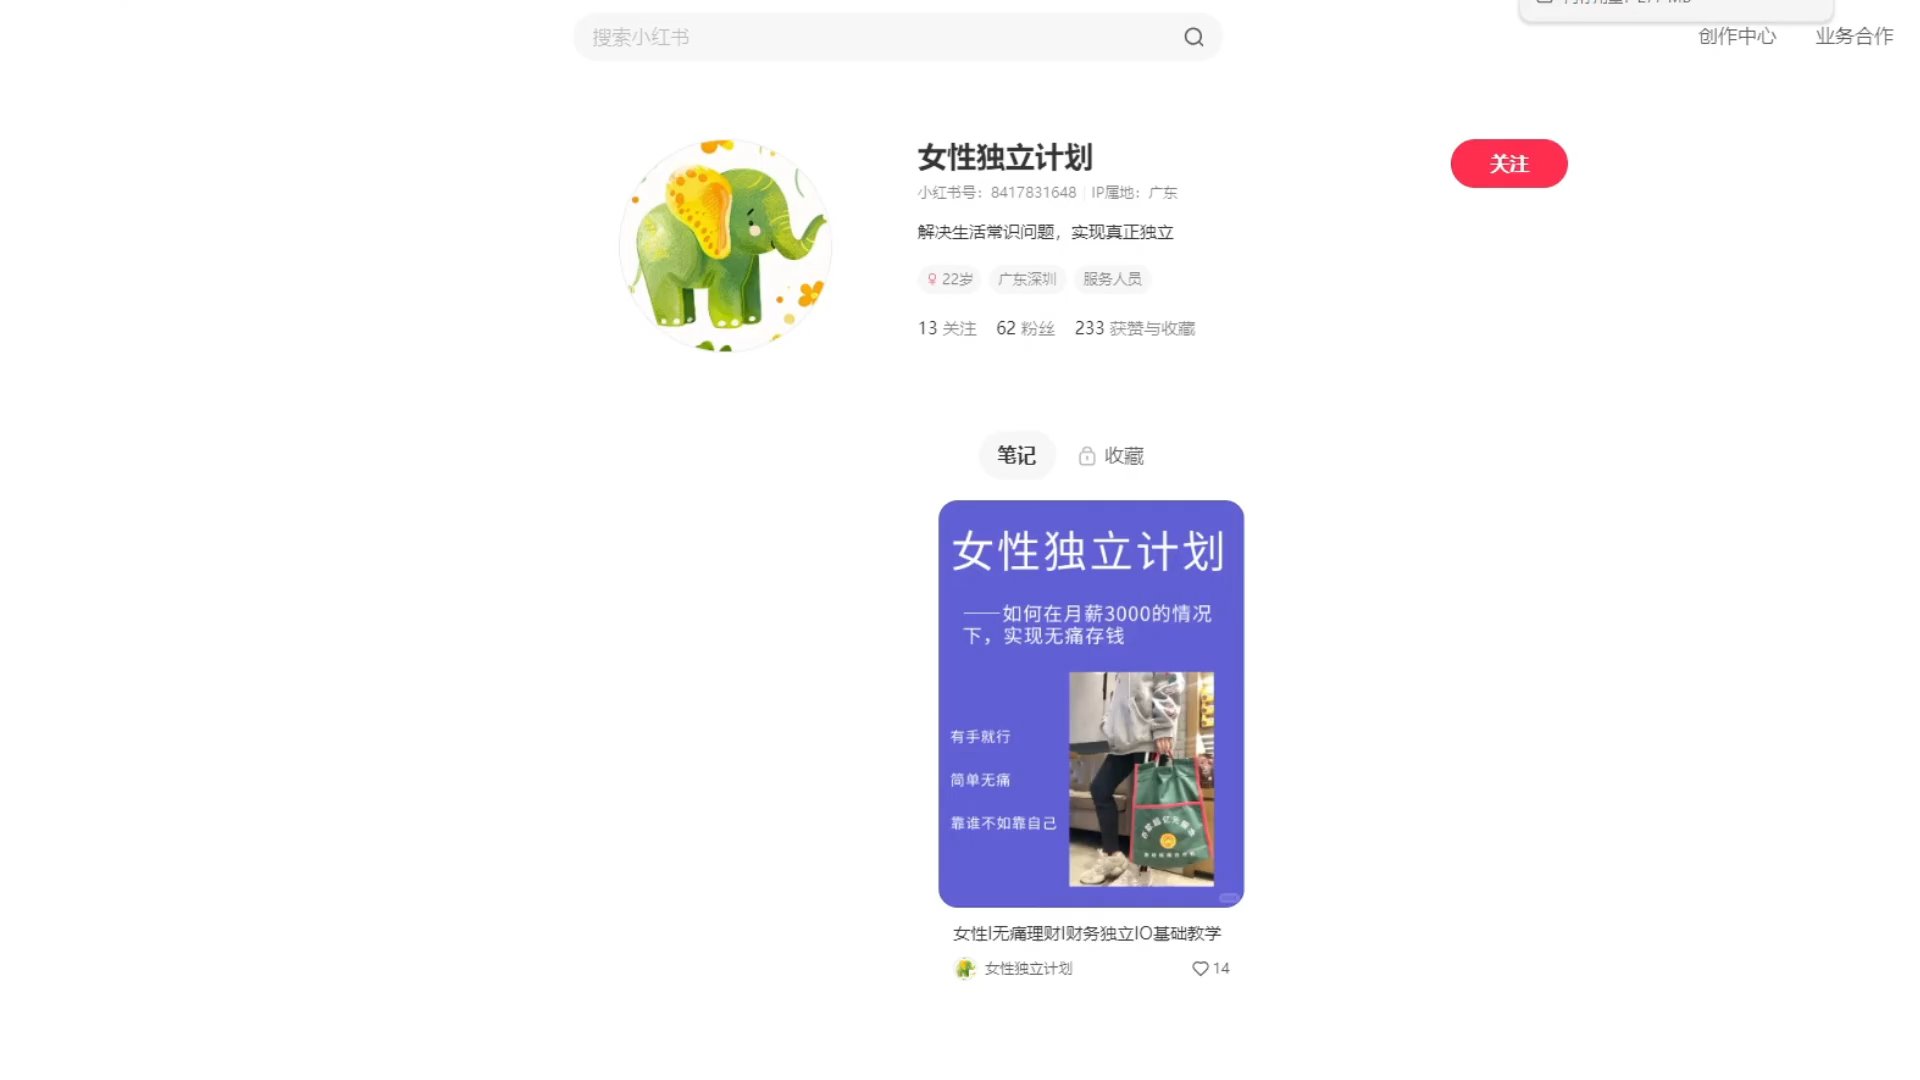 搜索小红书
创作中心
业务合作
女性独立计划
关注
小红书号：8417831648
IP属地：广东
解决生活常识问题，实现真正独立
22岁
广东深圳
服务人员
13 关注
62 粉丝
233 获赞与收藏
笔记
收藏
女性独立计划
——如何在月薪3000的情况
下，实现无痛存钱
有手就行
简单无痛
靠谁不如靠自己
女性I无痛理财I财务独立IO基础教学
女性独立计划
14